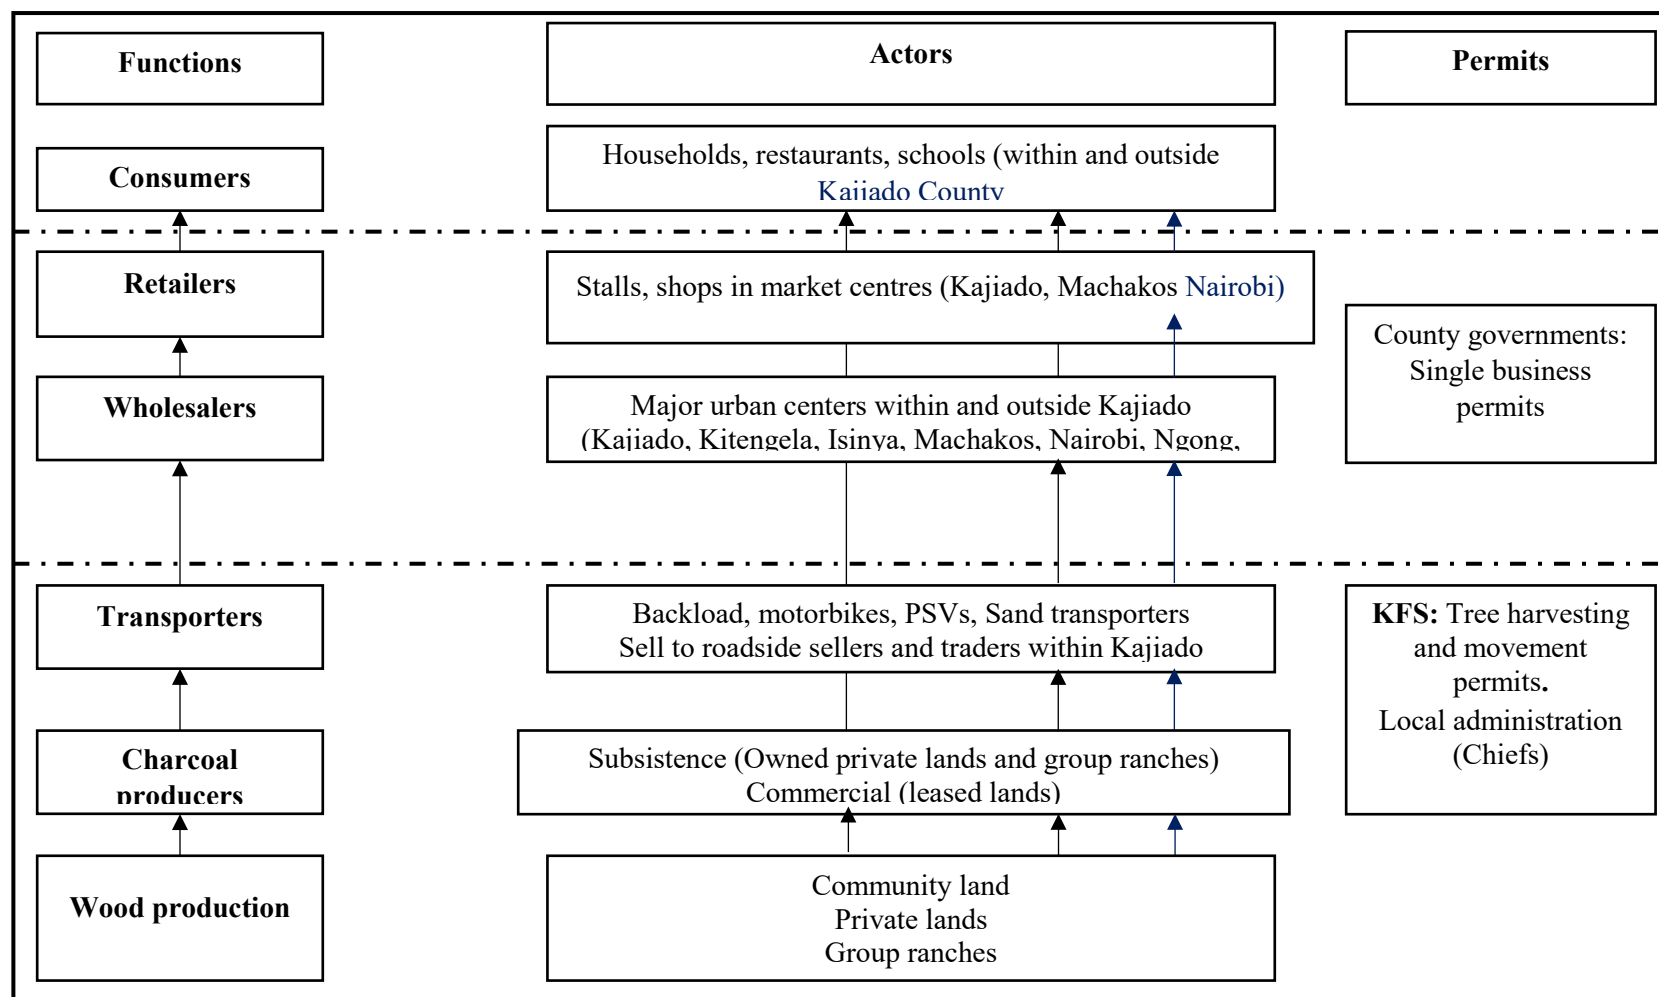 Functions
Actors
Permits
Consumers
Households, restaurants, schools (within and outside
Kajiado County
Retailers
Stalls, shops in market centres (Kajiado, Machakos Nairobi)
County governments:
Single business
permits
Wholesalers
Major urban centers within and outside Kajiado
(Kajiado, Kitengela, Isinya, Machakos, Nairobi, Ngong,
Transporters
Backload, motorbikes, PSVs, Sand transporters
Sell to roadside sellers and traders within Kajiado
KFS: Tree harvesting
and movement
permits.
Local administration
(Chiefs)
Charcoal
producers
Subsistence (Owned private lands and group ranches)
Commercial (leased lands)
Wood production
Community land
Private lands
Group ranches